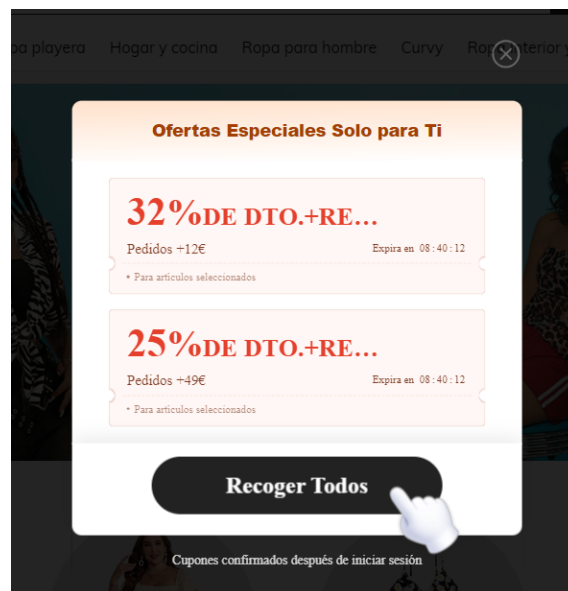 pa playera Hogar y cocina Ropa para hombre Curvy Ropa interior y
Ofertas Especiales Solo para Ti
32%DE DTO.+RE...
Pedidos +12€ Expira en 08:40:12
• Para artículos seleccionados
25%DE DTO.+RE...
Pedidos +49€ Expira en 08:40:12
• Para artículos seleccionados
Recoger Todos
Cupones confirmados después de iniciar sesión